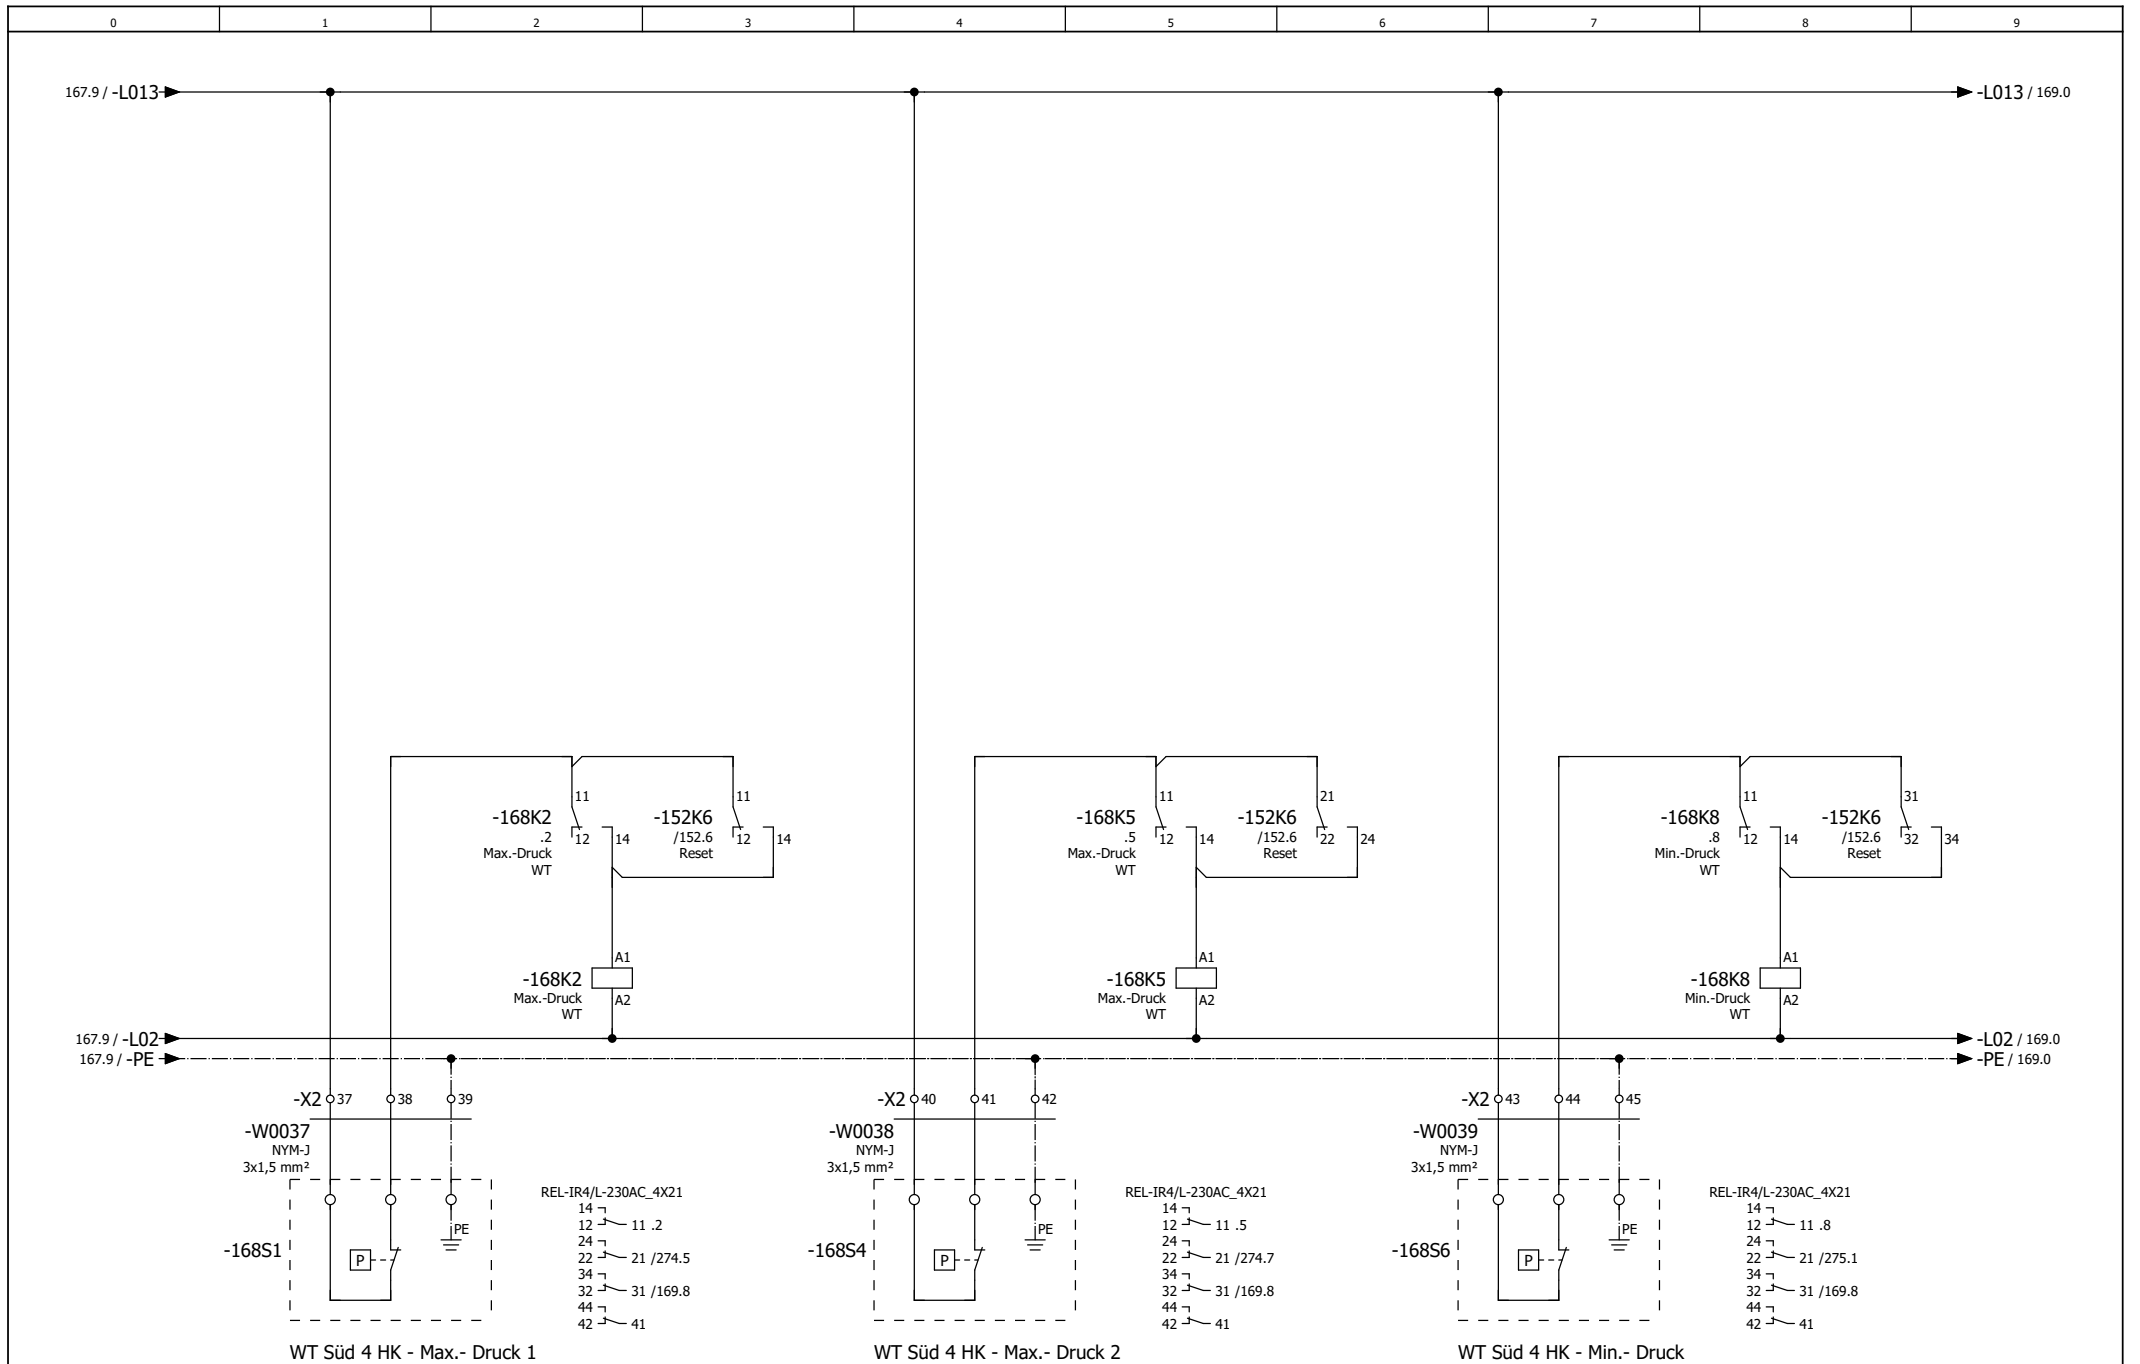 0 1 2 3 4 5 6 7 8 9
167.9 / -L013 -L013 / 169.0
11 11 11 21 11 31
-168K2 -152K6 -168K5 -152K6 -168K8 -152K6
.2 12 14 /152.6 12 14 .5 12 14 /152.6 22 24 .8 12 14 /152.6 32 34
Max.-Druck Reset Max.-Druck Reset Min.-Druck Reset
WT WT WT
A1 A1 A1
-168K2 -168K5 -168K8
Max.-Druck A2 Max.-Druck A2 Min.-Druck A2
WT WT WT
167.9 / -L02 -L02 / 169.0
167.9 / -PE -PE / 169.0
-X2 37 38 39 -X2 40 41 42 -X2 43 44 45
-W0037 -W0038 -W0039
NYM-J NYM-J NYM-J
3x1,5 mm² 3x1,5 mm² 3x1,5 mm²
REL-IR4/L-230AC_4X21 REL-IR4/L-230AC_4X21 REL-IR4/L-230AC_4X21
14 14 14
PE 12 11 .2 PE 12 11 .5 PE 12 11 .8
24 24 24
-168S1 P 22 21 /274.5 -168S4 P 22 21 /274.7 -168S6 P 22 21 /275.1
34 34 34
32 31 /169.8 32 31 /169.8 32 31 /169.8
44 44 44
42 41 42 41 42 41
WT Süd 4 HK - Max.- Druck 1 WT Süd 4 HK - Max.- Druck 2 WT Süd 4 HK - Min.- Druck